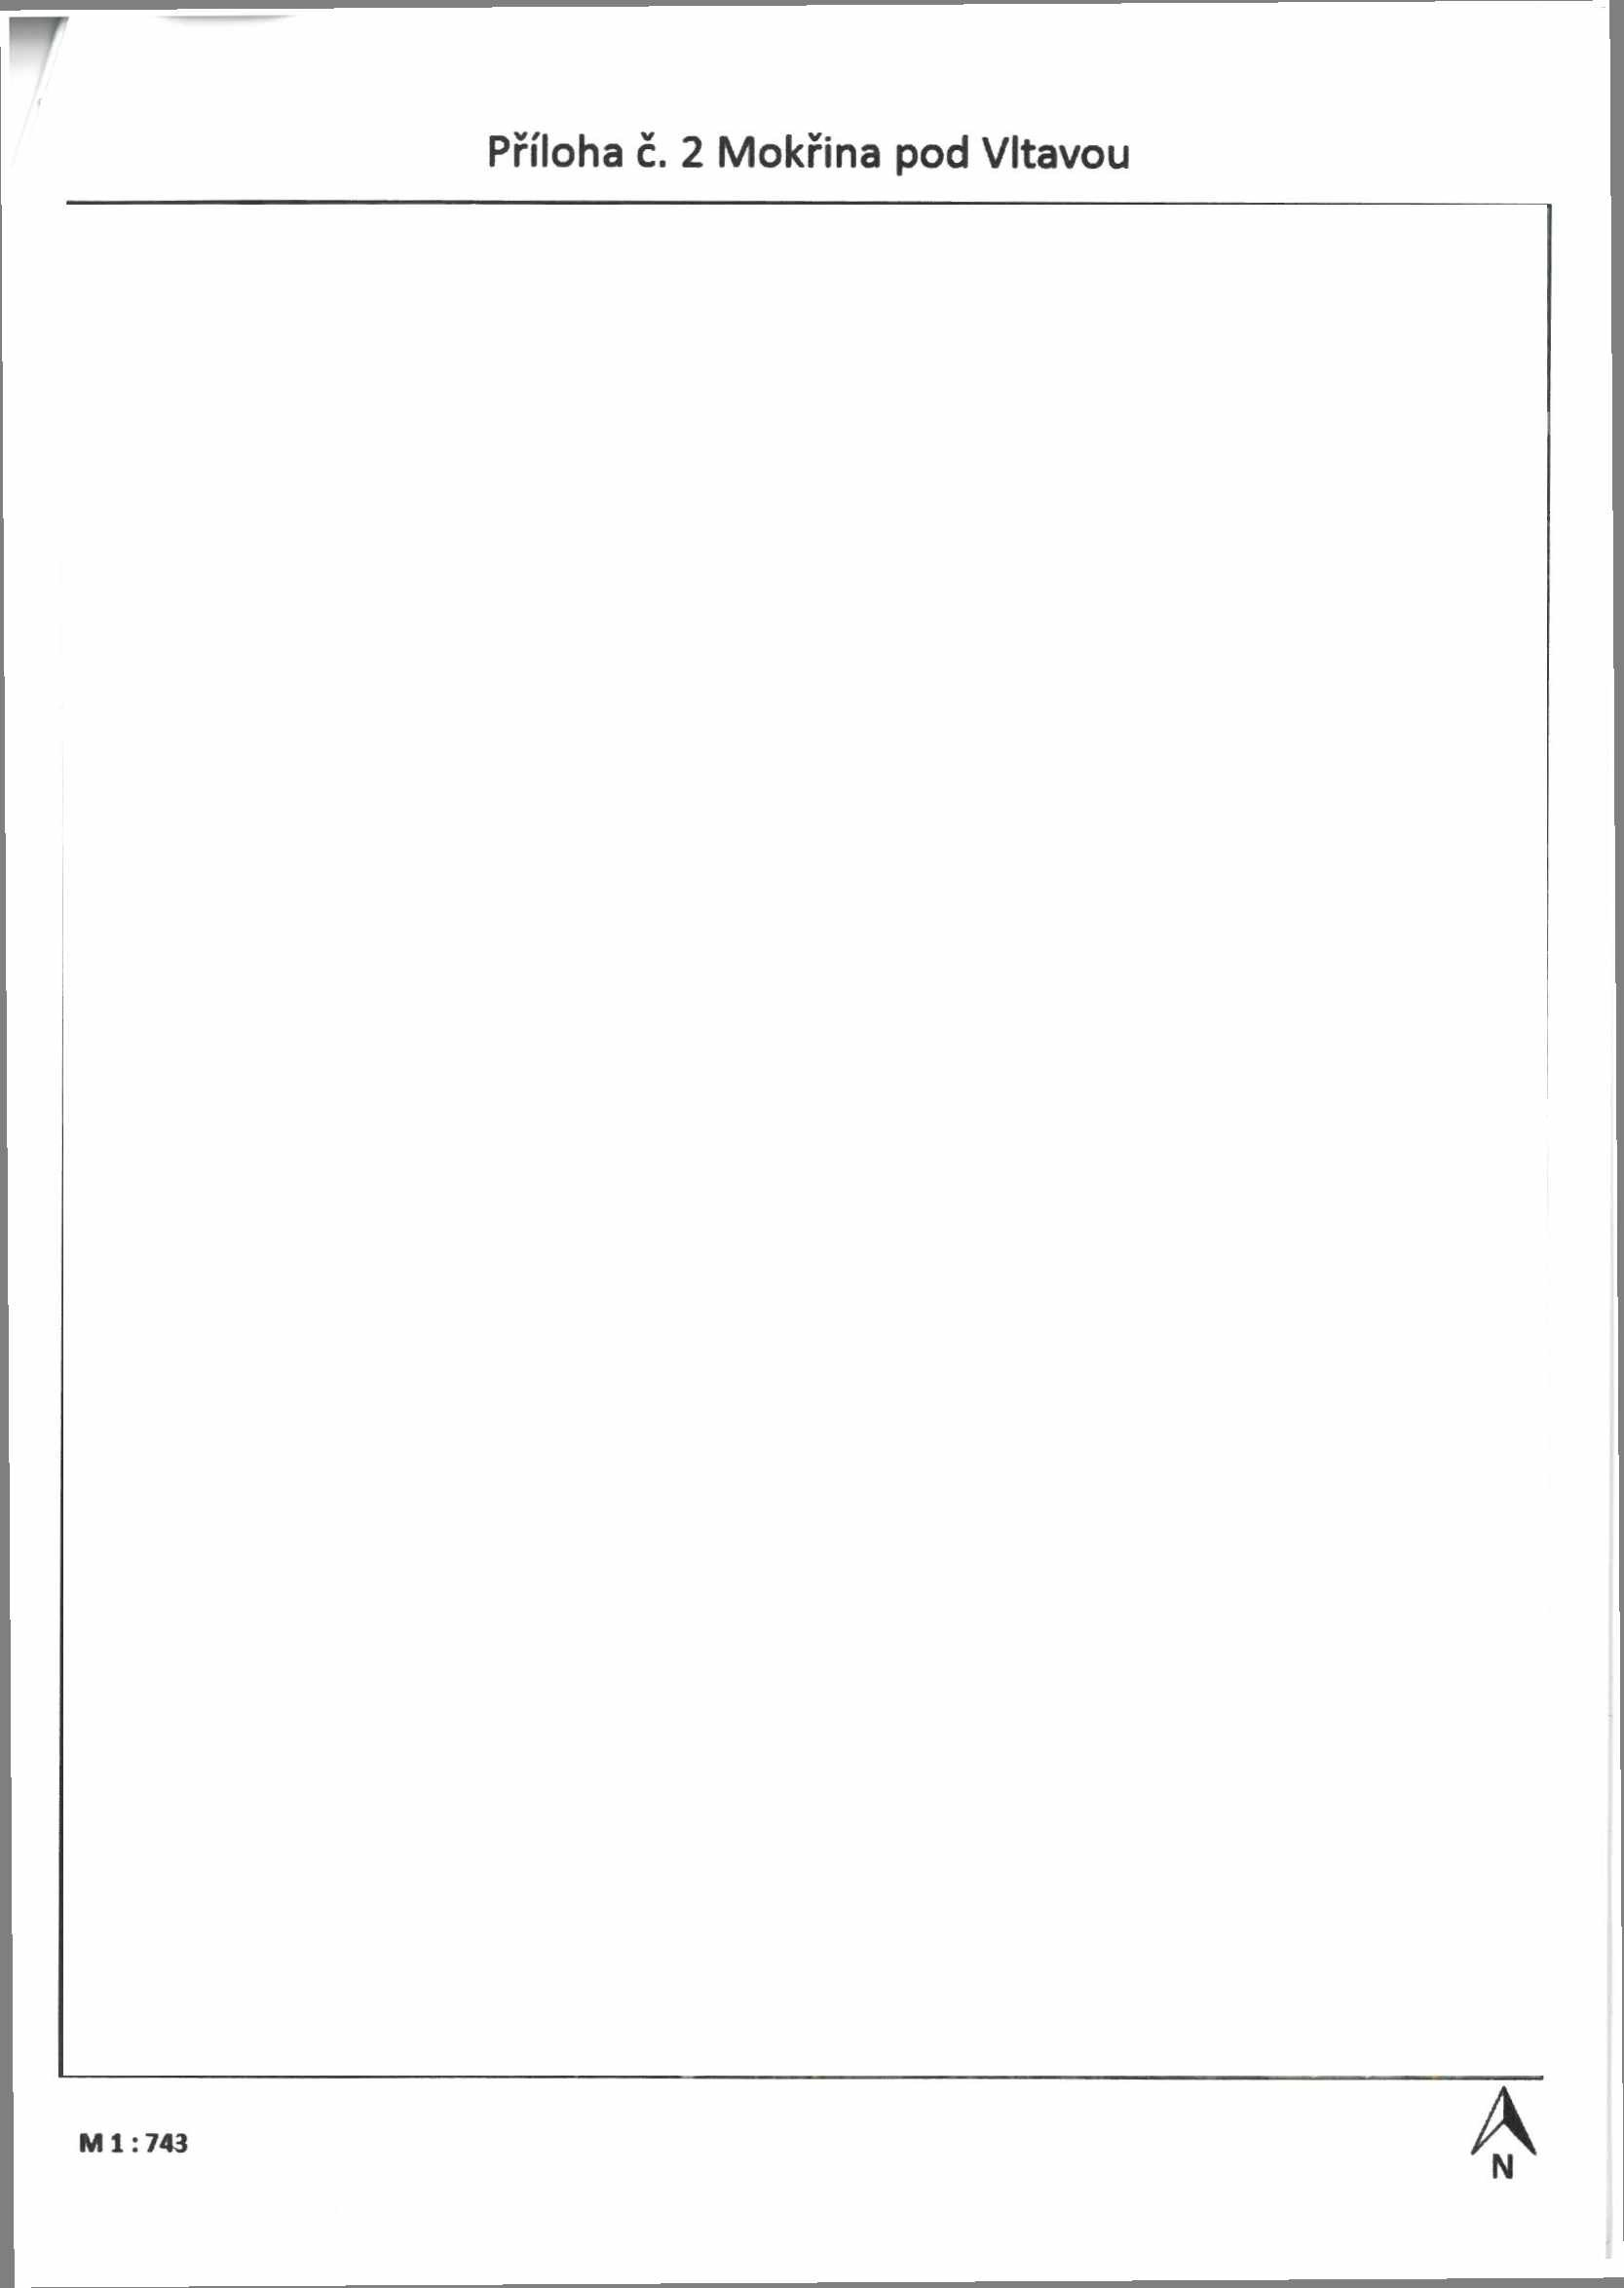 Příloha č. 2 Mokřina pod Vltavou
M 1 : 743
N